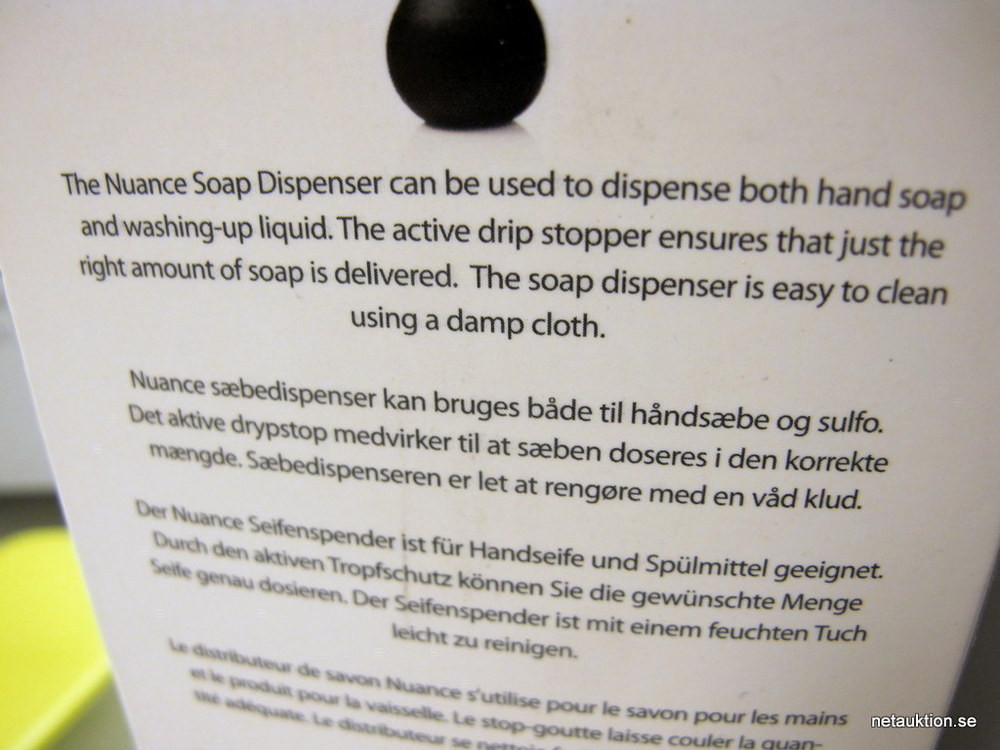 The Nuance Soap Dispenser can be used to dispense both hand soap
and washing-up liquid. The active drip stopper ensures that just the
right amount of soap is delivered. The soap dispenser is easy to clean
using a damp cloth.
Nuance sæbedispenser kan bruges både til håndsæbe og sulfo.
Det aktive drypstop medvirker til at sæben doseres i den korrekte
mængde. Sæbedispenseren er let at rengøre med en våd klud.
Der Nuance Seifenspender ist für Handseife und Spülmittel geeignet.
Durch den aktiven Tropfschutz können Sie die gewünschte Menge
Seife genau dosieren. Der Seifenspender ist mit einem feuchten Tuch
leicht zu reinigen.
Le distributeur de savon Nuance s'utilise pour le savon pour les mains
et le produit pour la vaisselle. Le stop-goutte laisse couler la quan-
tité adéquate. Le distributeur se
netauktion.se